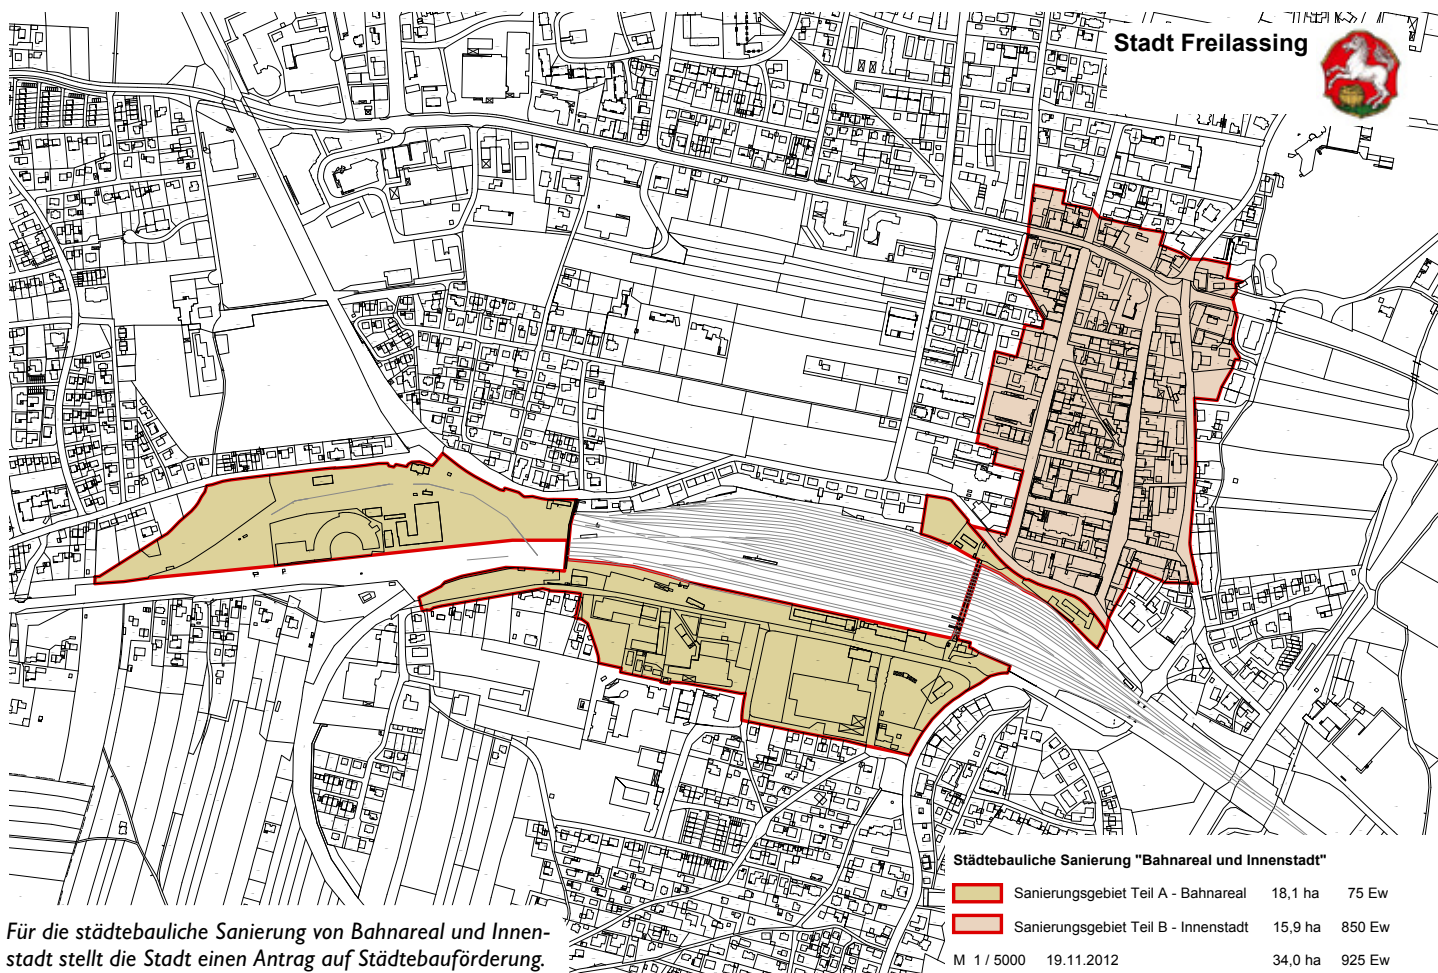 Stadt Freilassing
Städtebauliche Sanierung "Bahnareal und Innenstadt"
Sanierungsgebiet Teil A - Bahnareal 18,1 ha 75 Ew
Sanierungsgebiet Teil B - Innenstadt 15,9 ha 850 Ew
M 1 / 5000 19.11.2012 34,0 ha 925 Ew
Für die städtebauliche Sanierung von Bahnareal und Innen-
stadt stellt die Stadt einen Antrag auf Städtebauförderung.